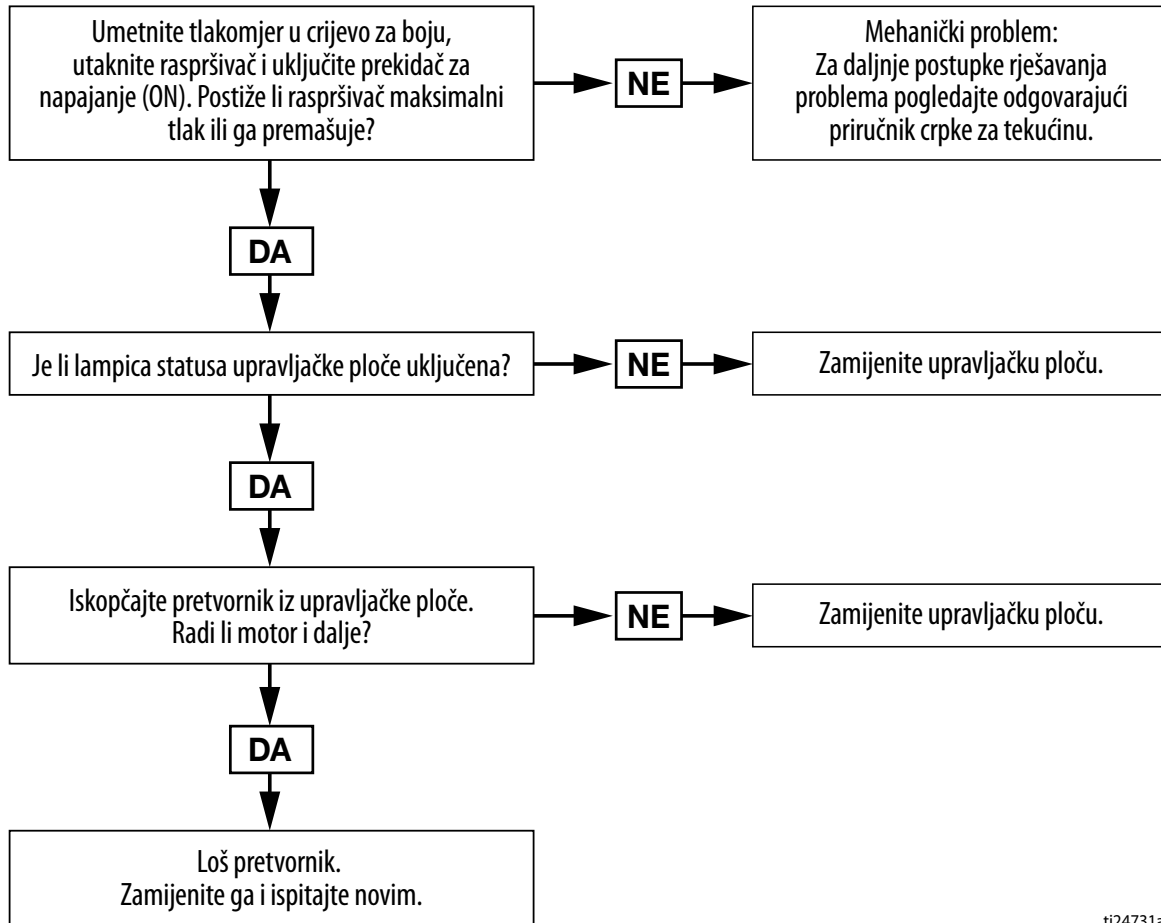 Umetnite tlakomjer u crijevo za boju,
utaknite raspršivač i uključite prekidač za
napajanje (ON). Postiže li raspršivač maksimalni
tlak ili ga premašuje?
NE
Mehanički problem:
Za daljnje postupke rješavanja
problema pogledajte odgovarajući
priručnik crpke za tekućinu.
DA
Je li lampica statusa upravljačke ploče uključena?
NE
Zamijenite upravljačku ploču.
DA
Iskopčajte pretvornik iz upravljačke ploče.
Radi li motor i dalje?
NE
Zamijenite upravljačku ploču.
DA
Loš pretvornik.
Zamijenite ga i ispitajte novim.
ti24731a